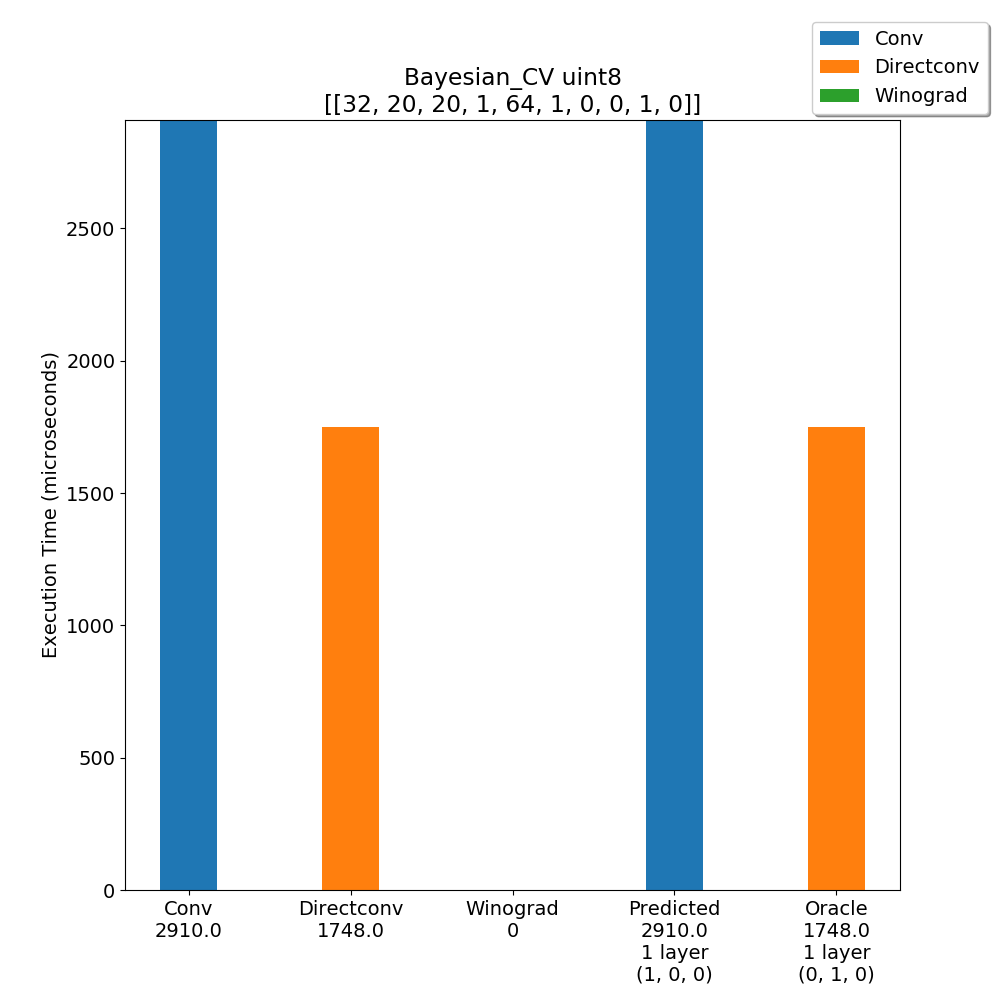 Conv
Directconv
Winograd
Bayesian_CV uint8
[[32, 20, 20, 1, 64, 1, 0, 0, 1, 0]]
Execution Time (microseconds)
2500
2000
1500
1000
500
0
Conv
2910.0
Directconv
1748.0
Winograd
0
Predicted
2910.0
1 layer
(1, 0, 0)
Oracle
1748.0
1 layer
(0, 1, 0)